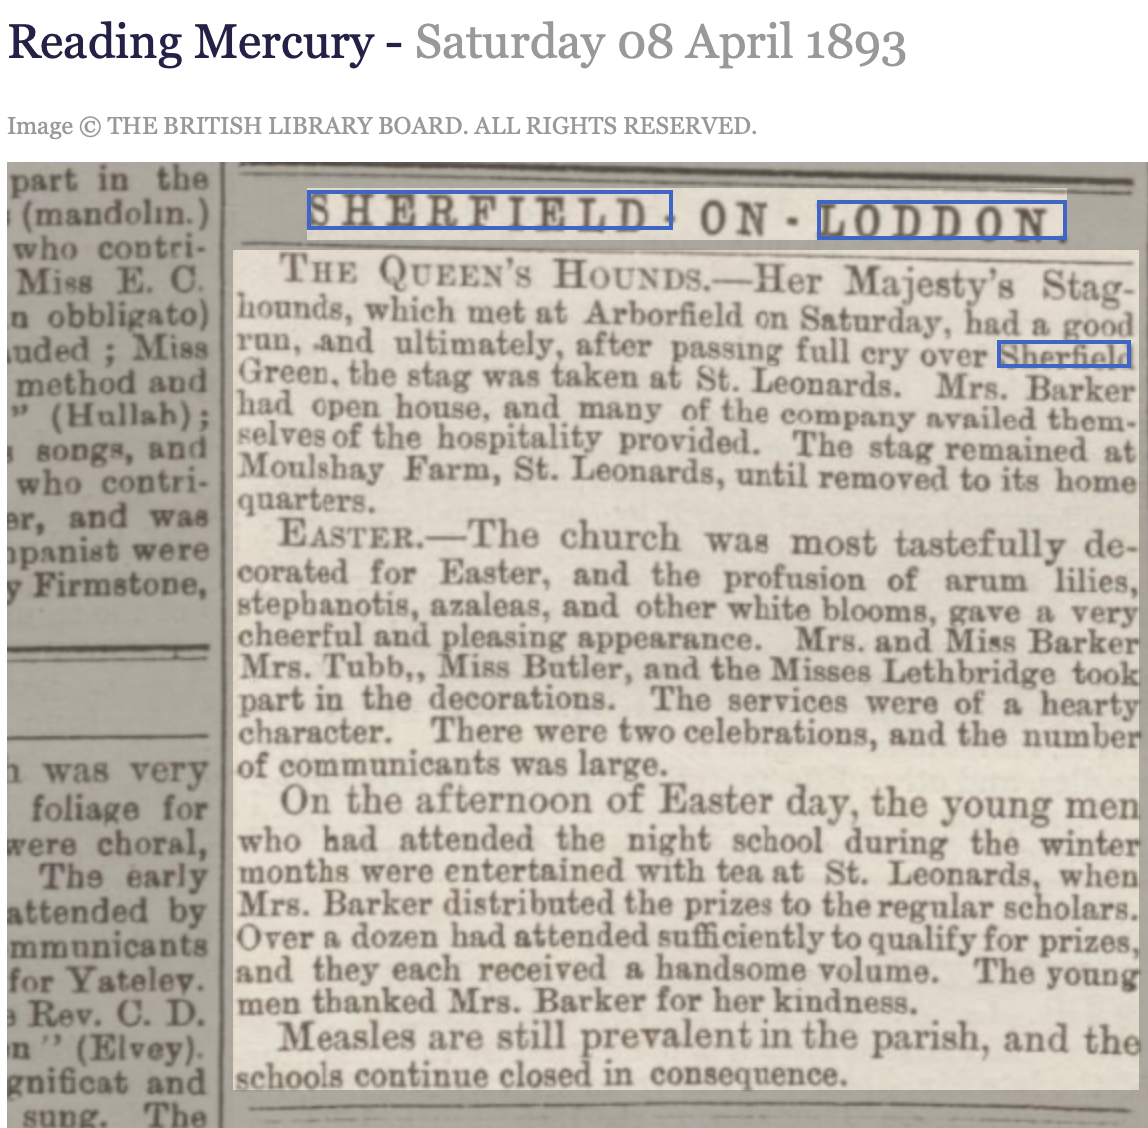 Reading Mercury - Saturday 08 April 1893
Image © THE BRITISH LIBRARY BOARD. ALL RIGHTS RESERVED.
part in the
(mandolin.)
who contri-
Miss E. C.
n obbligato)
uded ; Miss
method and
" (Hullah);
songs, and
who contri-
er, and was
panist were
y Firmstone,
was very
foliage for
were choral,
The early
attended by
mmunicants
for Yateley.
Rev. C. D.
n" (Elvey).
gnificat and
sung. The
SHERFIELD - ON - LODDON.
THE QUEEN'S HOUNDS.—Her Majesty's Stag-
hounds, which met at Arborfield on Saturday, had a good
run, and ultimately, after passing full cry over Sherfield
Green, the stag was taken at St. Leonards. Mrs. Barker
had open house, and many of the company availed them-
selves of the hospitality provided. The stag remained at
Moulshay Farm, St. Leonards, until removed to its home
quarters.
EASTER.—The church was most tastefully de-
corated for Easter, and the profusion of arum lilies,
stephanotis, azaleas, and other white blooms, gave a very
cheerful and pleasing appearance. Mrs. and Miss Barker
Mrs. Tubb,, Miss Butler, and the Misses Lethbridge took
part in the decorations. The services were of a hearty
character. There were two celebrations, and the number
of communicants was large.
On the afternoon of Easter day, the young men
who had attended the night school during the winter
months were entertained with tea at St. Leonards, when
Mrs. Barker distributed the prizes to the regular scholars.
Over a dozen had attended sufficiently to qualify for prizes,
and they each received a handsome volume. The young
men thanked Mrs. Barker for her kindness.
Measles are still prevalent in the parish, and the
schools continue closed in consequence.